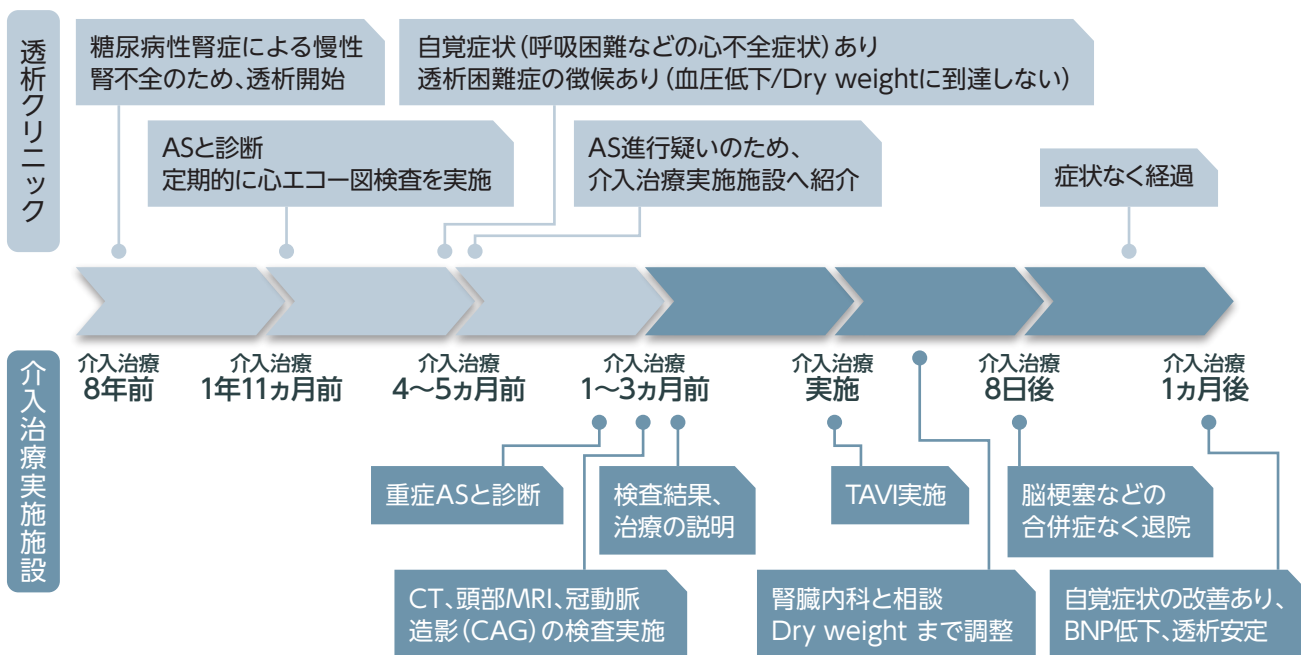 透析クリニック
糖尿病性腎症による慢性
腎不全のため、透析開始
自覚症状(呼吸困難などの心不全症状)あり
透析困難症の徴候あり(血圧低下/Dry weightに到達しない)
ASと診断
定期的に心エコー図検査を実施
AS進行疑いのため、
介入治療実施施設へ紹介
症状なく経過
介入治療
8年前
介入治療
1年11ヵ月前
介入治療
4〜5ヵ月前
介入治療
1〜3ヵ月前
介入治療
実施
介入治療
8日後
介入治療
1ヵ月後
介入治療実施施設
重症ASと診断
検査結果、
治療の説明
TAVI実施
脳梗塞などの
合併症なく退院
CT、頭部MRI、冠動脈
造影(CAG)の検査実施
腎臓内科と相談
Dry weight まで調整
自覚症状の改善あり、
BNP低下、透析安定